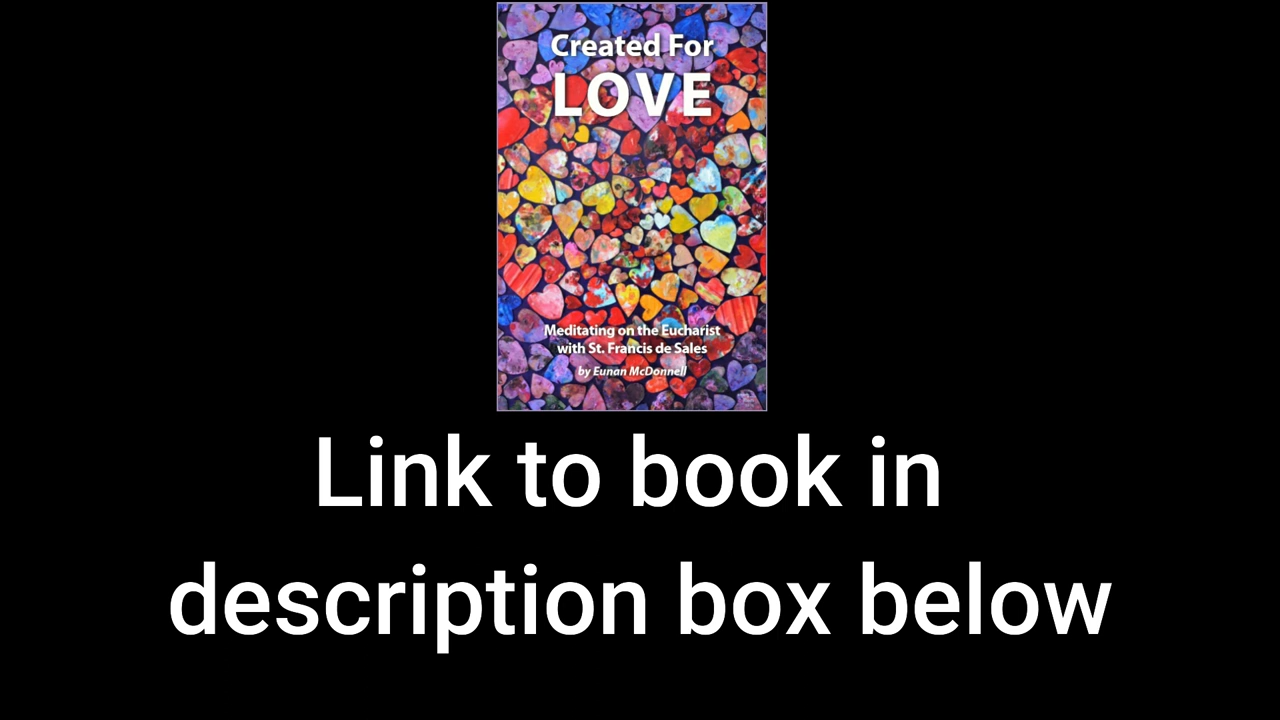 Created For
LOVE
Meditating on the Eucharist
with St. Francis de Sales
by Eunan McDonnell
Link to book in
description box below